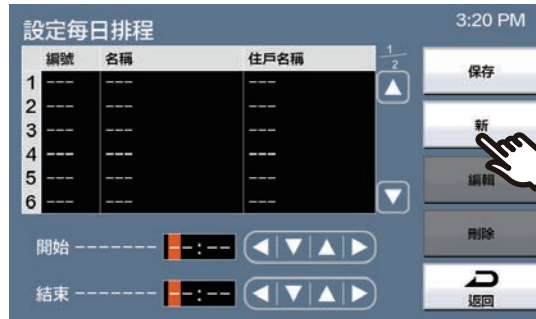 設定每日排程
3:20 PM
編號 名稱 住戶名稱
1/2
1 --- --- ---
2 --- --- ---
3 --- --- ---
4 --- --- ---
5 --- --- ---
6 --- --- ---
開始 ------- --:--
結束 ------- --:--
保存
新
編輯
刪除
返回